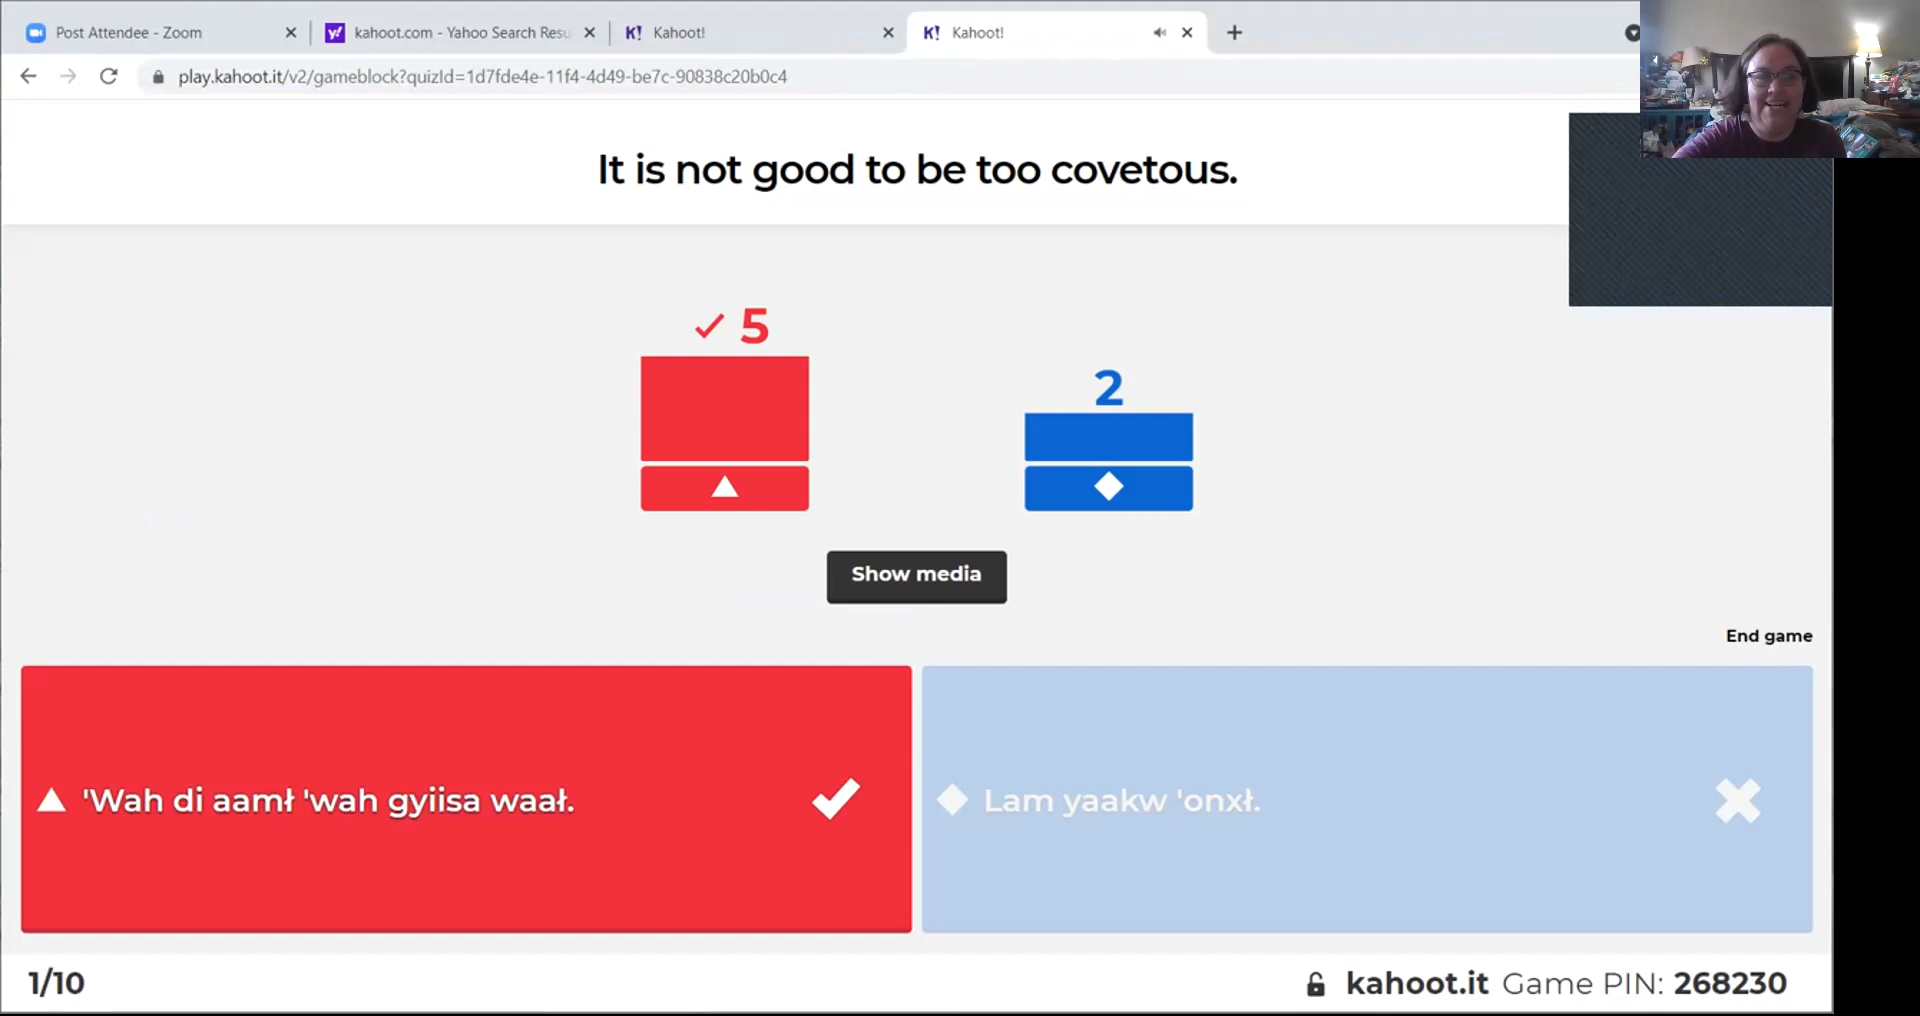 Post Attendee - Zoom
kahoot.com - Yahoo Search Resu
Kahoot!
Kahoot!
play.kahoot.it/v2/gameblock?quizId=1d7fde4e-11f4-4d49-be7c-90838c20b0c4
It is not good to be too covetous.
5
2
Show media
End game
'Wah di aamł 'wah gyiisa waał.
Lam yaakw 'onxł.
1/10
kahoot.it Game PIN: 268230